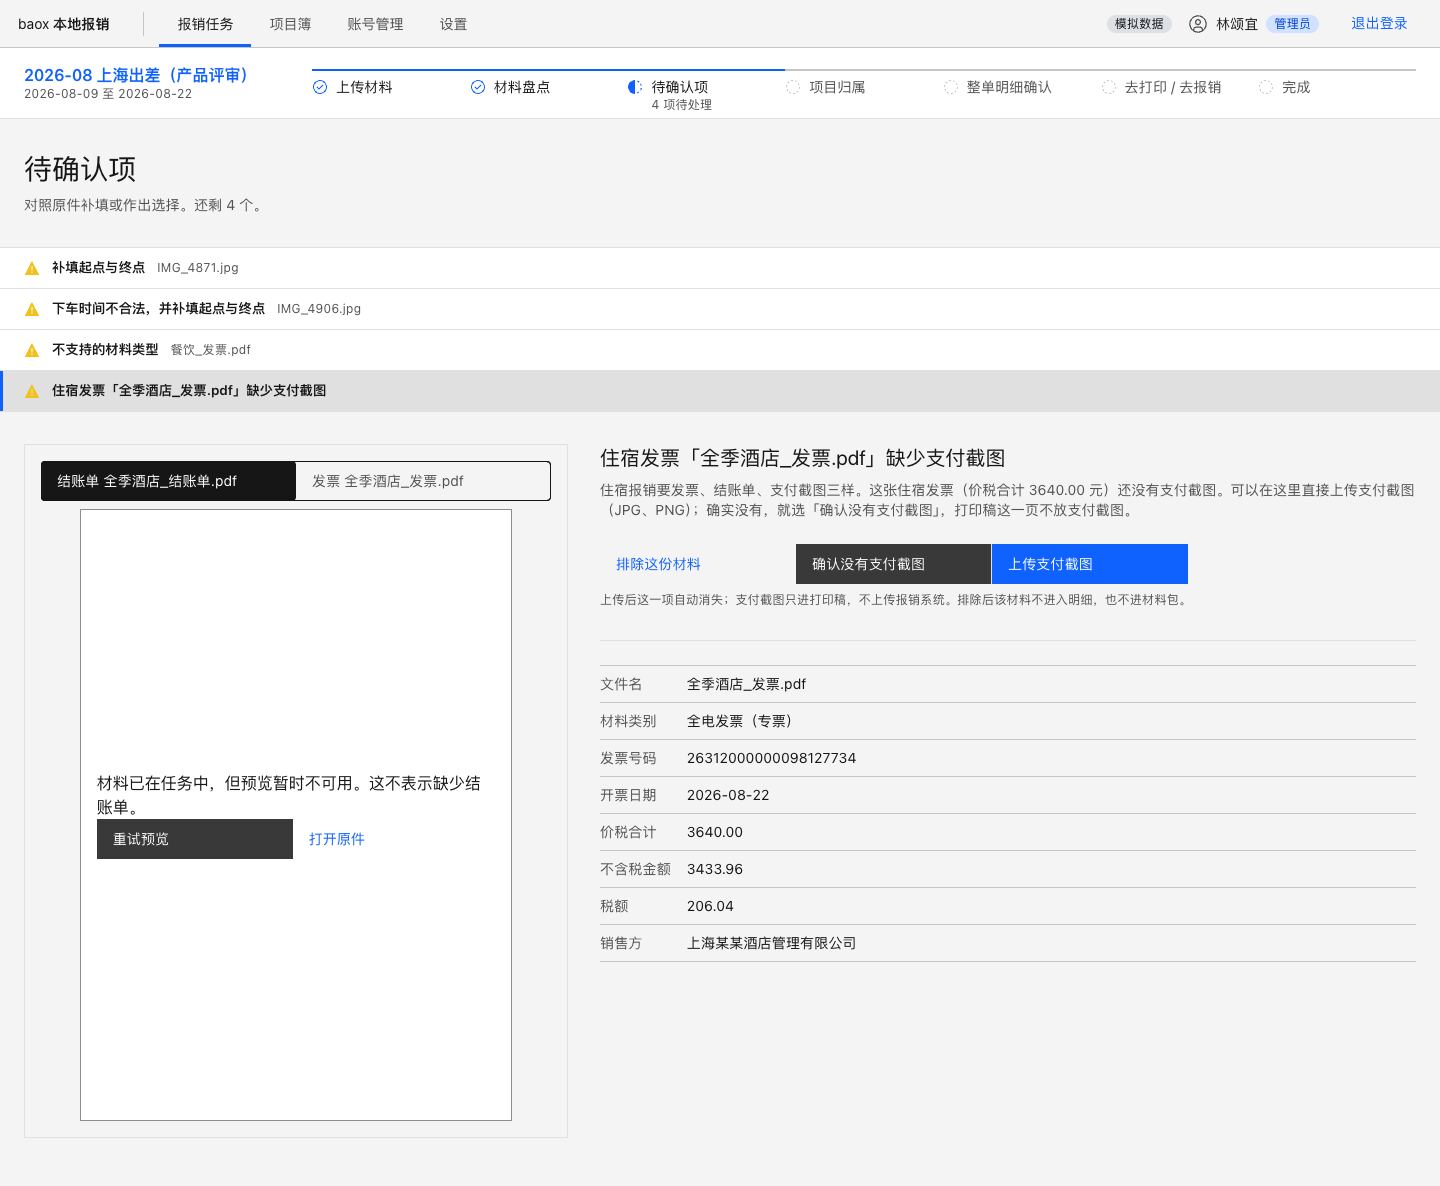 baox 本地报销
报销任务
项目簿
账号管理
设置
模拟数据
林颂宜
管理员
退出登录
2026-08 上海出差（产品评审）
2026-08-09 至 2026-08-22
上传材料
材料盘点
待确认项
4 项待处理
项目归属
整单明细确认
去打印 / 去报销
完成
待确认项
对照原件补填或作出选择。还剩 4 个。
补填起点与终点 IMG_4871.jpg
下车时间不合法，并补填起点与终点 IMG_4906.jpg
不支持的材料类型 餐饮_发票.pdf
住宿发票「全季酒店_发票.pdf」缺少支付截图
结账单 全季酒店_结账单.pdf
发票 全季酒店_发票.pdf
材料已在任务中，但预览暂时不可用。这不表示缺少结
账单。
重试预览
打开原件
住宿发票「全季酒店_发票.pdf」缺少支付截图
住宿报销要发票、结账单、支付截图三样。这张住宿发票（价税合计 3640.00 元）还没有支付截图。可以在这里直接上传支付截图
（JPG、PNG）；确实没有，就选「确认没有支付截图」，打印稿这一页不放支付截图。
排除这份材料
确认没有支付截图
上传支付截图
上传后这一项自动消失；支付截图只进打印稿，不上传报销系统。排除后该材料不进入明细，也不进材料包。
文件名 全季酒店_发票.pdf
材料类别 全电发票（专票）
发票号码 26312000000098127734
开票日期 2026-08-22
价税合计 3640.00
不含税金额 3433.96
税额 206.04
销售方 上海某某酒店管理有限公司